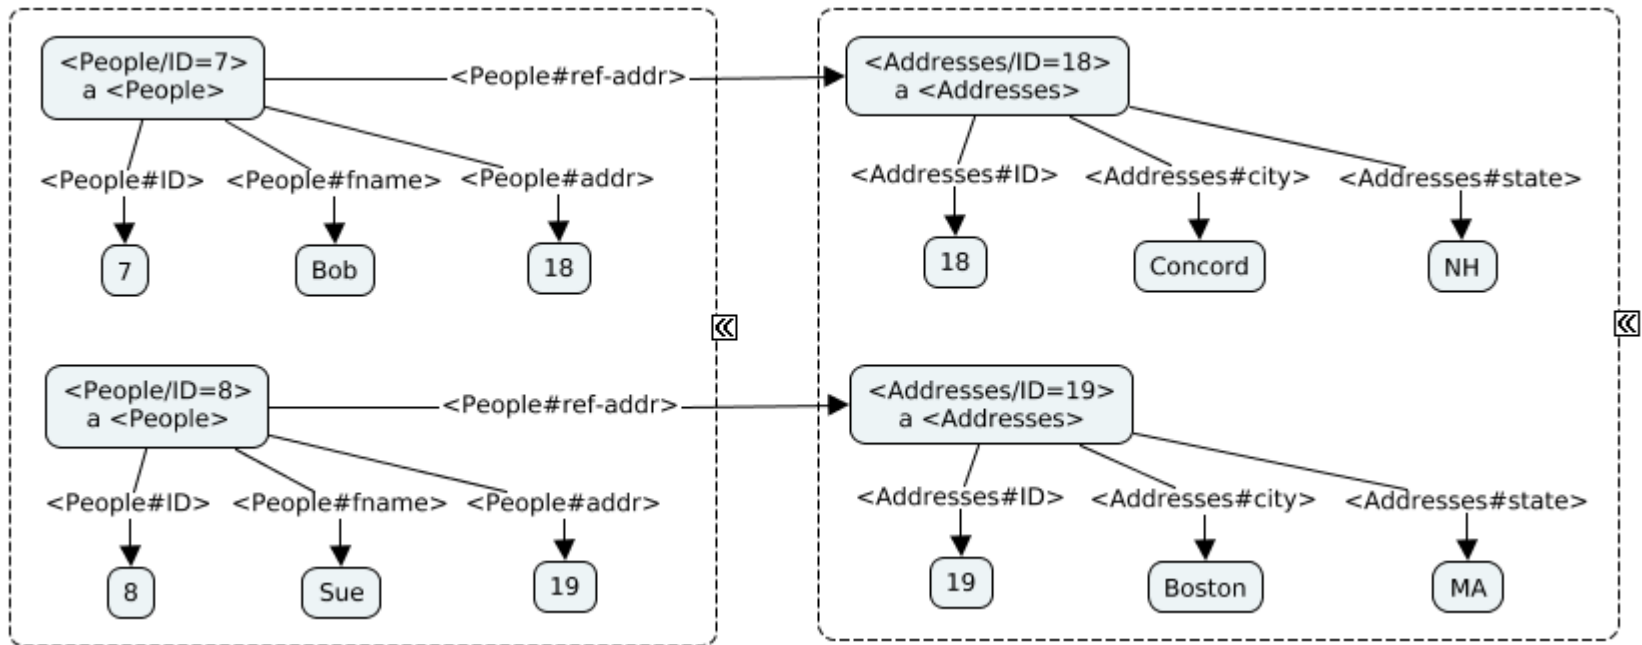 <People/ID=7>
a <People>
<People#ref-addr>
<Addresses/ID=18>
a <Addresses>
<People#ID>
<People#fname>
<People#addr>
<Addresses#ID>
<Addresses#city>
<Addresses#state>
7
Bob
18
18
Concord
NH
<People/ID=8>
a <People>
<People#ref-addr>
<Addresses/ID=19>
a <Addresses>
<People#ID>
<People#fname>
<People#addr>
<Addresses#ID>
<Addresses#city>
<Addresses#state>
8
Sue
19
19
Boston
MA